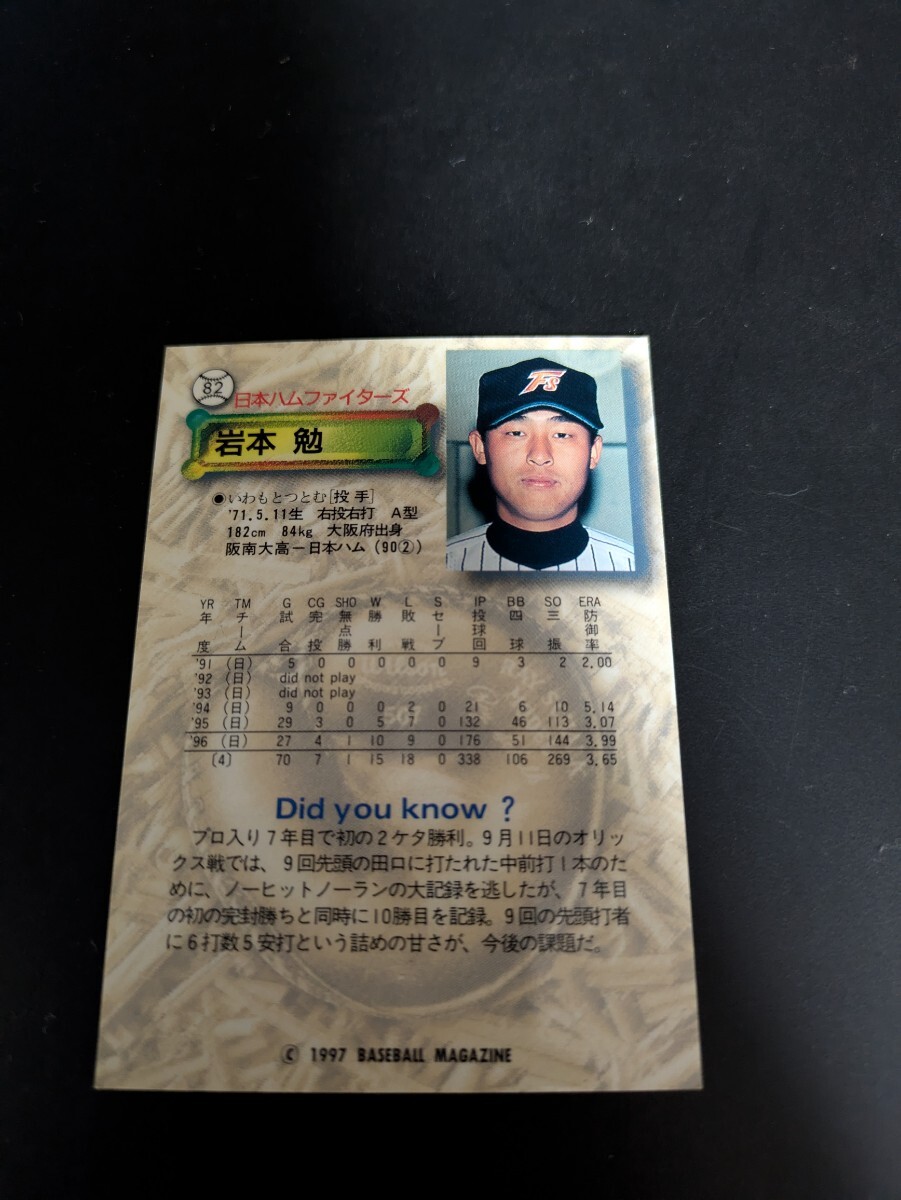 82 日本ハムファイターズ
F's
岩本 勉
●いわもとつとむ[投手]
'71.5.11生 右投右打 A型
182cm 84kg 大阪府出身
阪南大高－日本ハム (90②)
YR TM G CG SHO W L S IP BB SO ERA
年度 チーム 試合 完投 無点勝 勝利 敗戦 セーブ 投球回 四球 三振 防御率
'91 (日) 5 0 0 0 0 0 9 3 2 2.00
'92 (日) did not play
'93 (日) did not play
'94 (日) 9 0 0 0 2 0 21 6 10 5.14
'95 (日) 29 3 0 5 7 0 132 46 113 3.07
'96 (日) 27 4 1 10 9 0 176 51 144 3.99
〔4〕 70 7 1 15 18 0 338 106 269 3.65
Did you know ?
プロ入り7年目で初の2ケタ勝利。9月11日のオリッ
クス戦では、9回先頭の田口に打たれた中前打1本のた
めに、ノーヒットノーランの大記録を逃したが、7年目
の初の完封勝ちと同時に10勝目を記録。9回の先頭打者
に6打数5安打という詰めの甘さが、今後の課題だ。
© 1997 BASEBALL MAGAZINE